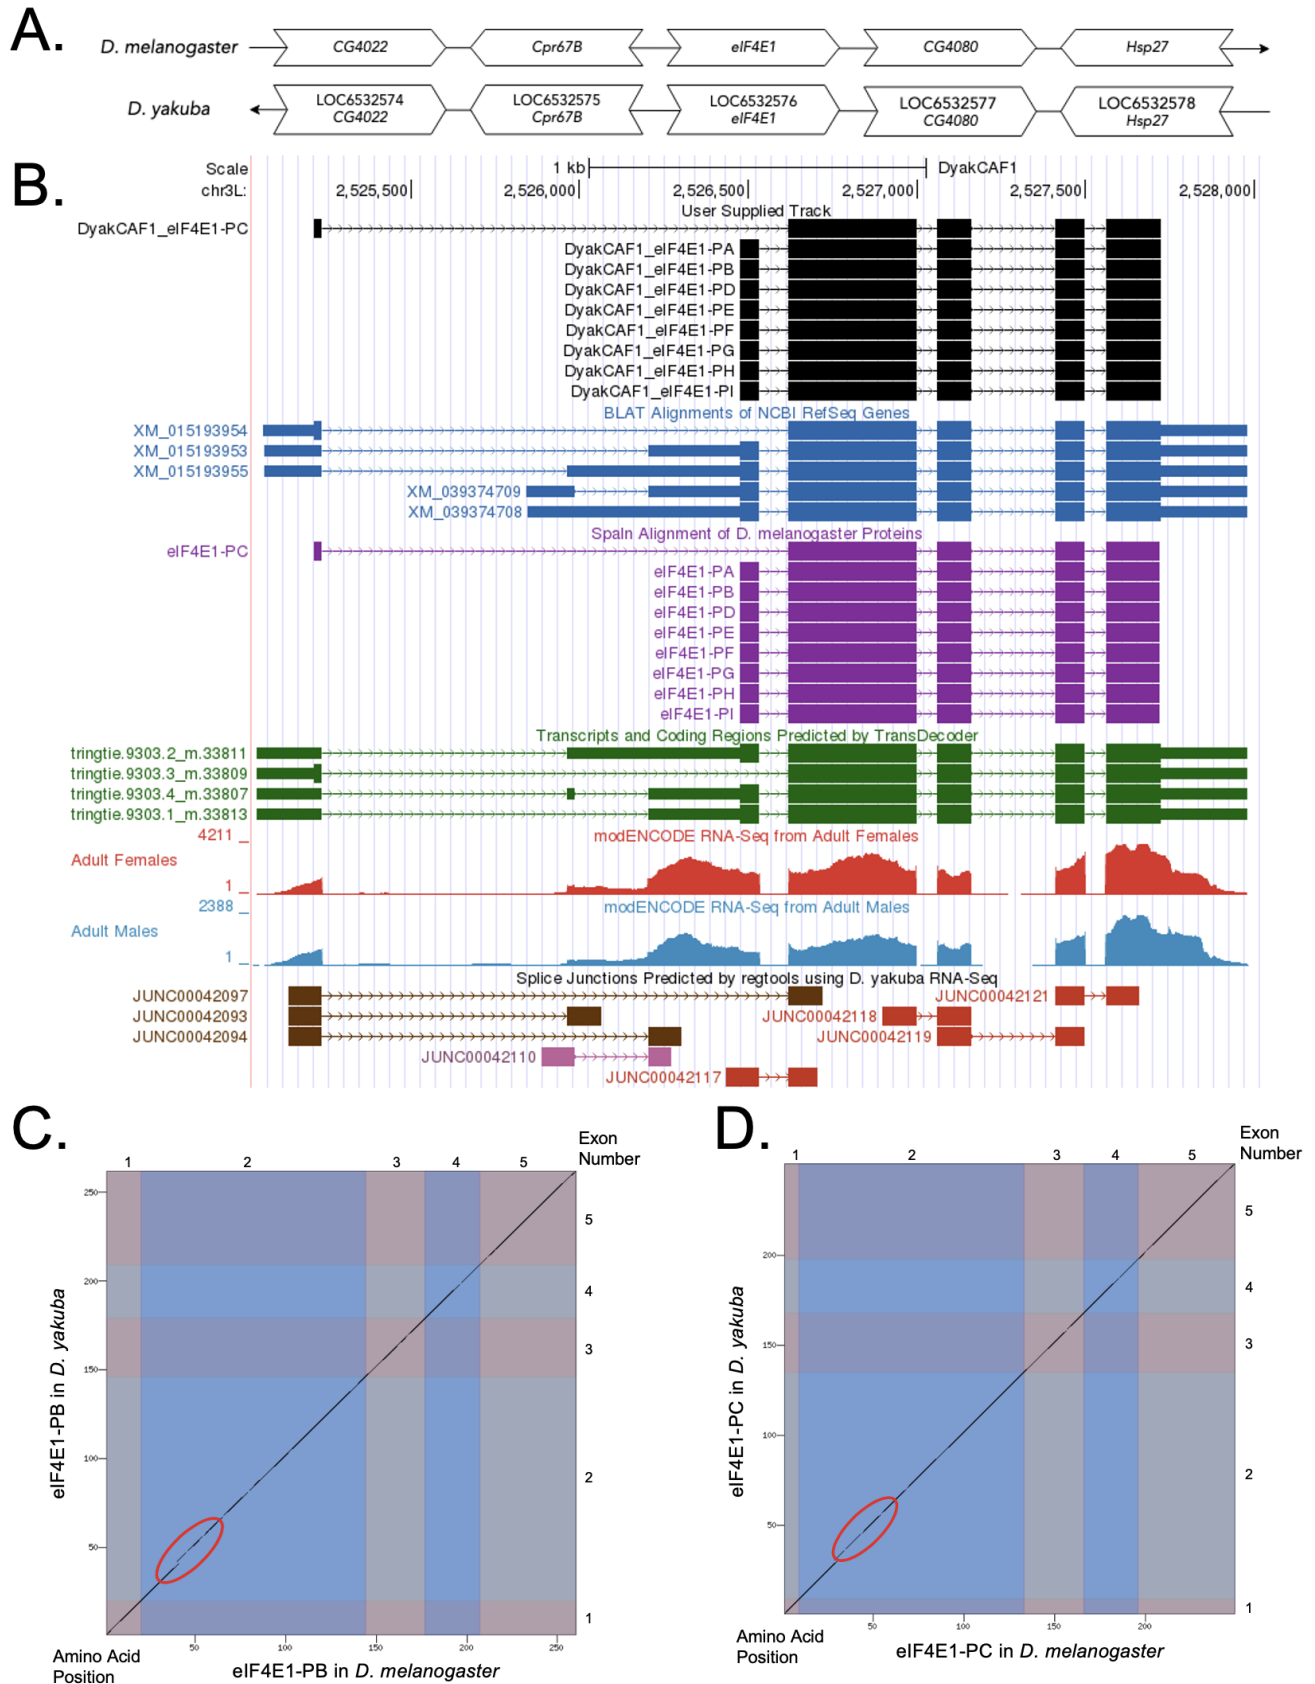 A.
D. melanogaster
CG4022
Cpr67B
eIF4E1
CG4080
Hsp27
D. yakuba
LOC6532574
CG4022
LOC6532575
Cpr67B
LOC6532576
eIF4E1
LOC6532577
CG4080
LOC6532578
Hsp27
B.
Scale
1 kb
DyakCAF1
chr3L:
2,525,500
2,526,000
2,526,500
2,527,000
2,527,500
2,528,000
User Supplied Track
DyakCAF1_eIF4E1-PC
DyakCAF1_eIF4E1-PA
DyakCAF1_eIF4E1-PB
DyakCAF1_eIF4E1-PD
DyakCAF1_eIF4E1-PE
DyakCAF1_eIF4E1-PF
DyakCAF1_eIF4E1-PG
DyakCAF1_eIF4E1-PH
DyakCAF1_eIF4E1-PI
BLAT Alignments of NCBI RefSeq Genes
XM_015193954
XM_015193953
XM_015193955
XM_039374709
XM_039374708
Spaln Alignment of D. melanogaster Proteins
eIF4E1-PC
eIF4E1-PA
eIF4E1-PB
eIF4E1-PD
eIF4E1-PE
eIF4E1-PF
eIF4E1-PG
eIF4E1-PH
eIF4E1-PI
Transcripts and Coding Regions Predicted by TransDecoder
tringtie.9303.2_m.33811
tringtie.9303.3_m.33809
tringtie.9303.4_m.33807
tringtie.9303.1_m.33813
modENCODE RNA-Seq from Adult Females
4211
Adult Females
1
modENCODE RNA-Seq from Adult Males
2388
Adult Males
1
Splice Junctions Predicted by regtools using D. yakuba RNA-Seq
JUNC00042097
JUNC00042121
JUNC00042093
JUNC00042118
JUNC00042094
JUNC00042119
JUNC00042110
JUNC00042117
C.
Exon
Number
1
2
3
4
5
250
200
150
100
50
5
4
3
2
1
eIF4E1-PB in D. yakuba
50
100
150
200
250
Amino Acid
Position
eIF4E1-PB in D. melanogaster
D.
Exon
Number
1
2
3
4
5
200
150
100
50
5
4
3
2
1
eIF4E1-PC in D. yakuba
50
100
150
200
Amino Acid
Position
eIF4E1-PC in D. melanogaster